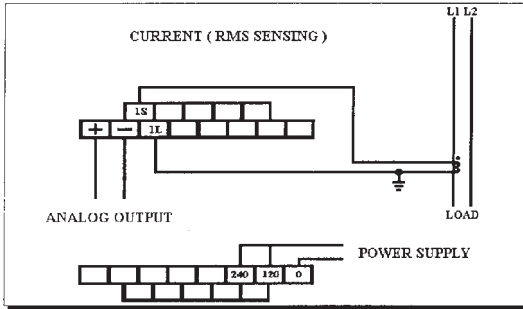 L1 L2
CURRENT ( RMS SENSING )
1S
+ − 1L
ANALOG OUTPUT
LOAD
POWER SUPPLY
240 120 0